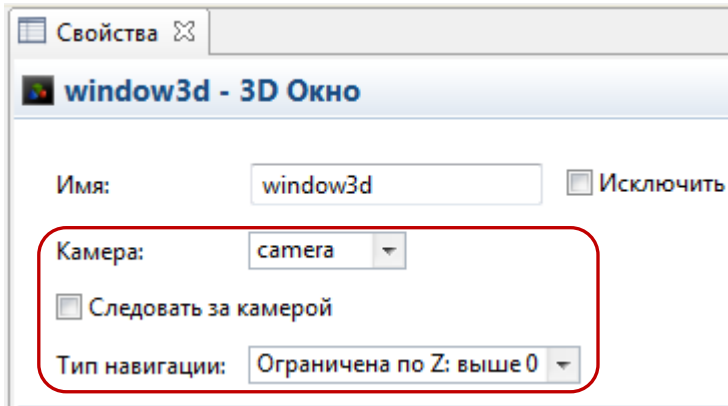 Свойства
window3d - 3D Окно
Имя: window3d Исключить
Камера: camera
Следовать за камерой
Тип навигации: Ограничена по Z: выше 0